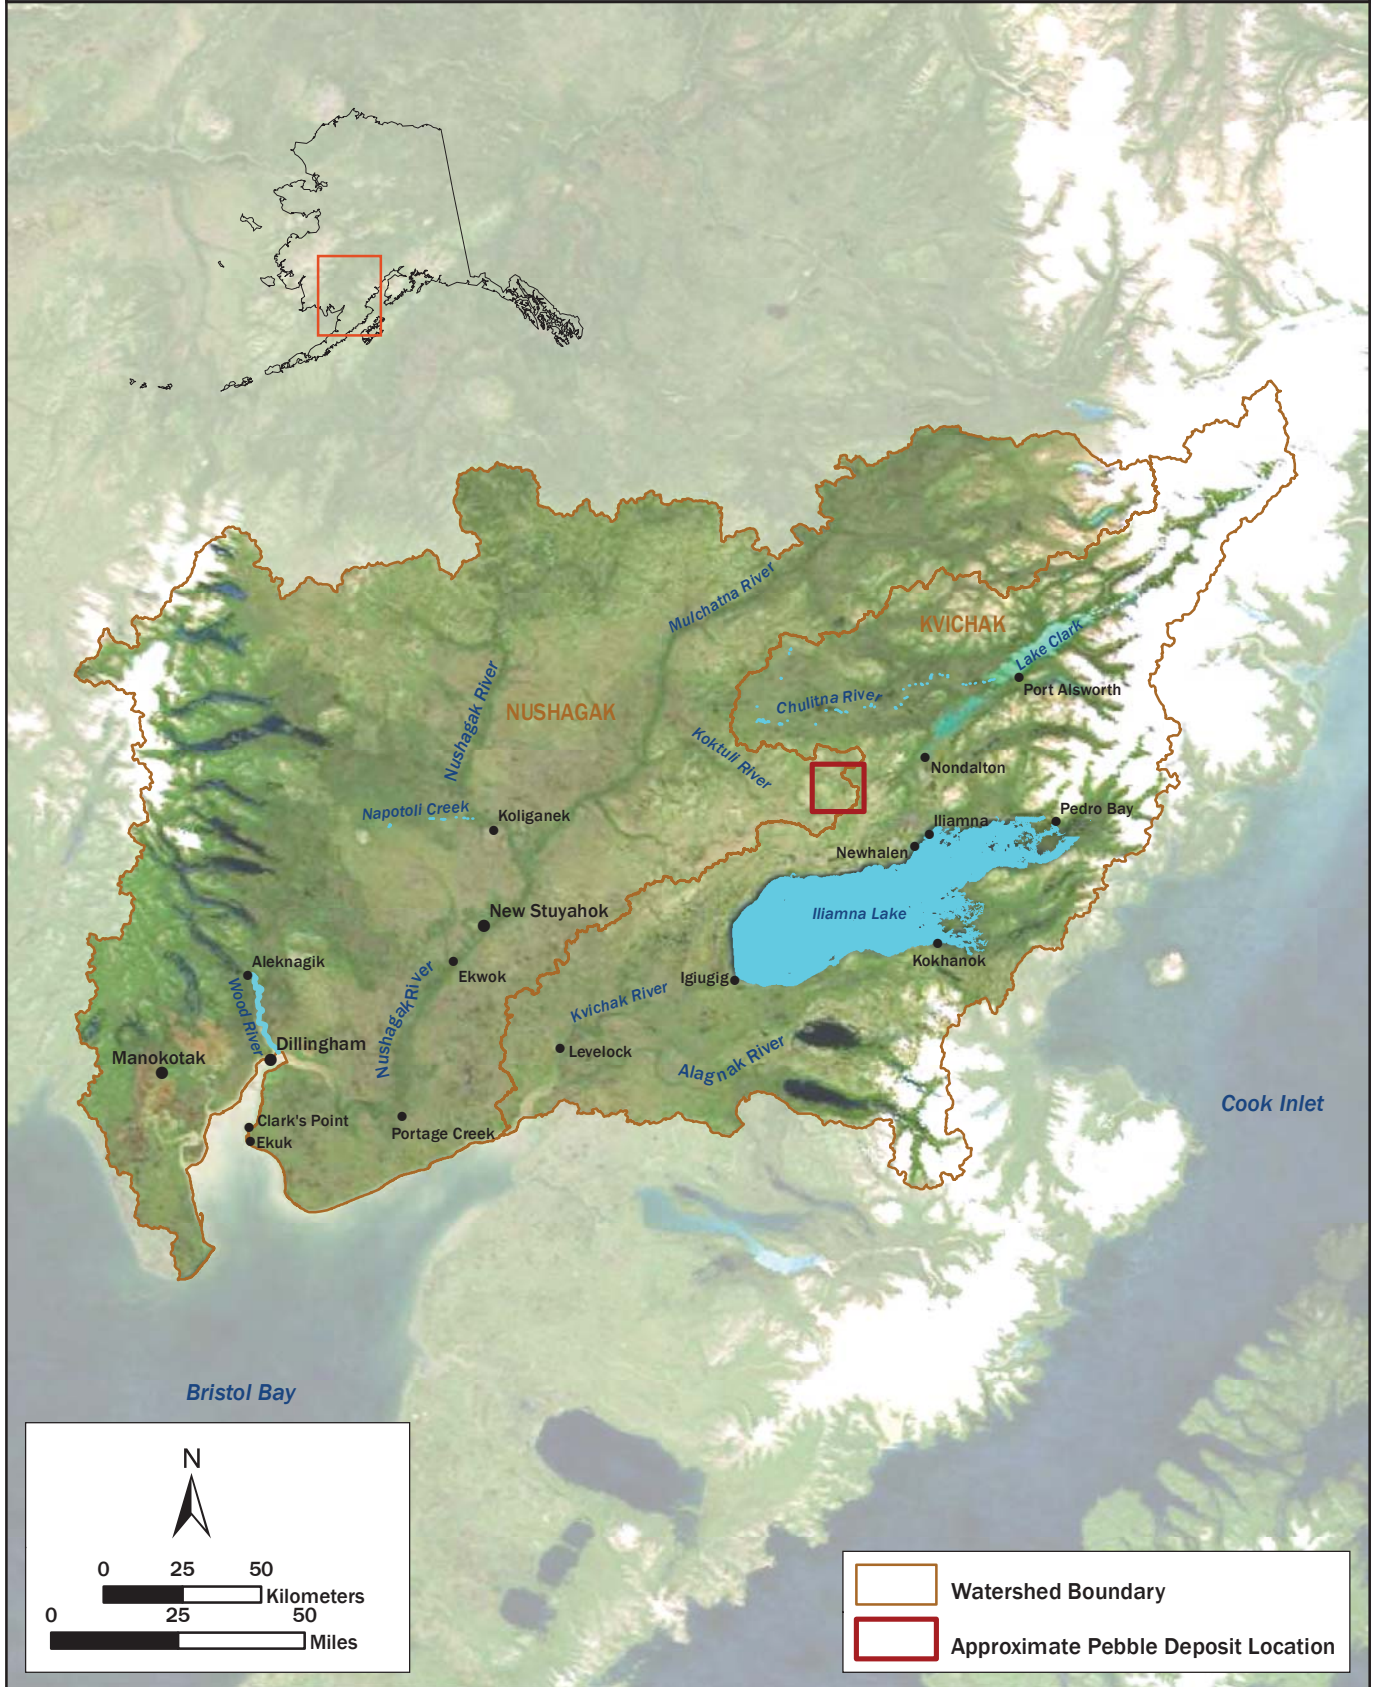 Mulchatna River
KVICHAK
Lake Clark
Port Alsworth
Chulitna River
Nushagak River
NUSHAGAK
Koktuli River
Nondalton
Napotoli Creek
Koliganek
Pedro Bay
Iliamna
Newhalen
New Stuyahok
Iliamna Lake
Aleknagik
Ekwok
Kokhanok
Igiugig
Wood River
Nushagak River
Kvichak River
Dillingham
Levelock
Manokotak
Alagnak River
Cook Inlet
Clark's Point
Ekuk
Portage Creek
Bristol Bay
N
0 25 50
Kilometers
0 25 50
Miles
Watershed Boundary
Approximate Pebble Deposit Location